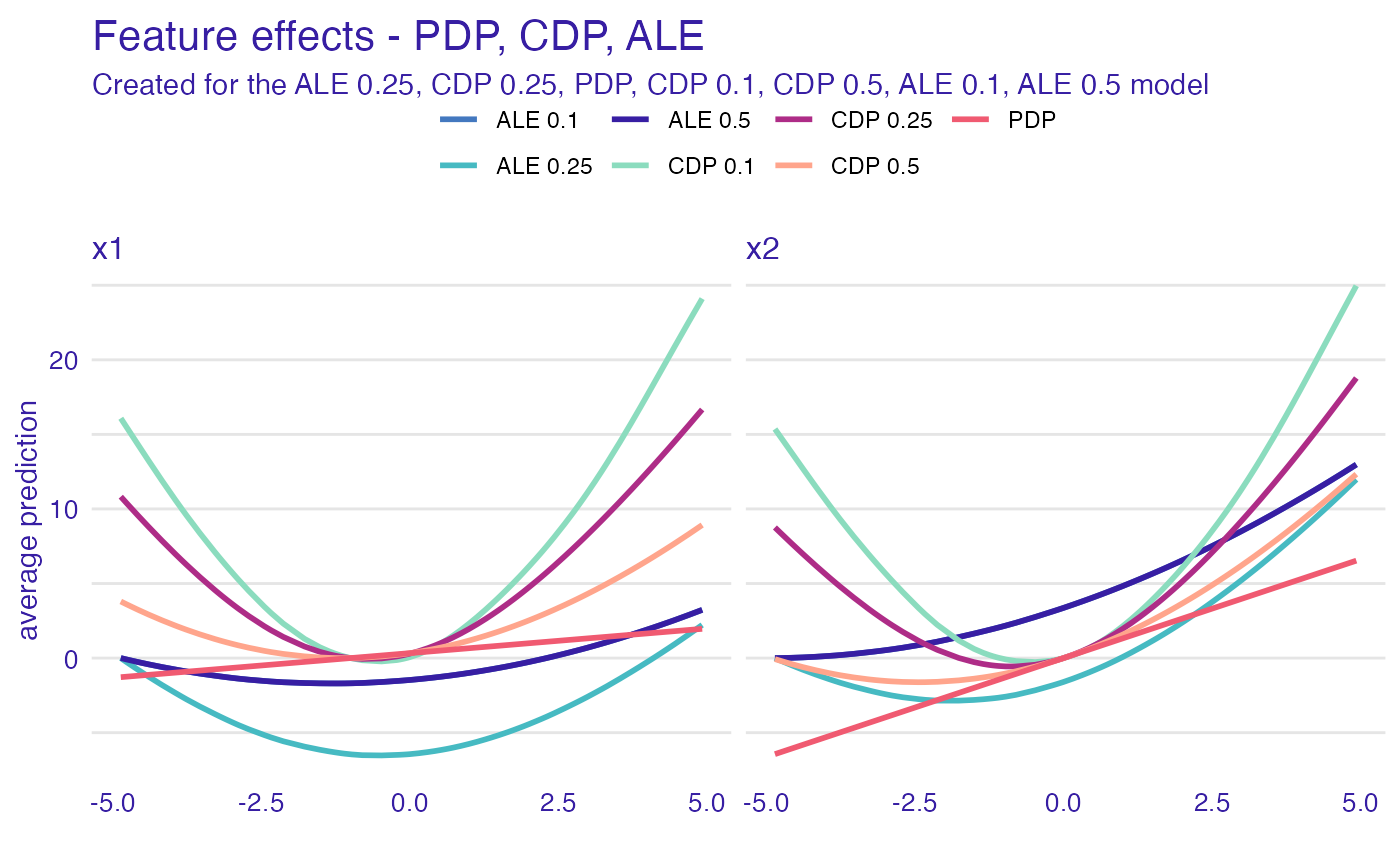 Feature effects - PDP, CDP, ALE
Created for the ALE 0.25, CDP 0.25, PDP, CDP 0.1, CDP 0.5, ALE 0.1, ALE 0.5 model
ALE 0.1 ALE 0.5 CDP 0.25 PDP
ALE 0.25 CDP 0.1 CDP 0.5
x1 x2
average prediction
20
10
0
-5.0 -2.5 0.0 2.5 5.0 -5.0 -2.5 0.0 2.5 5.0